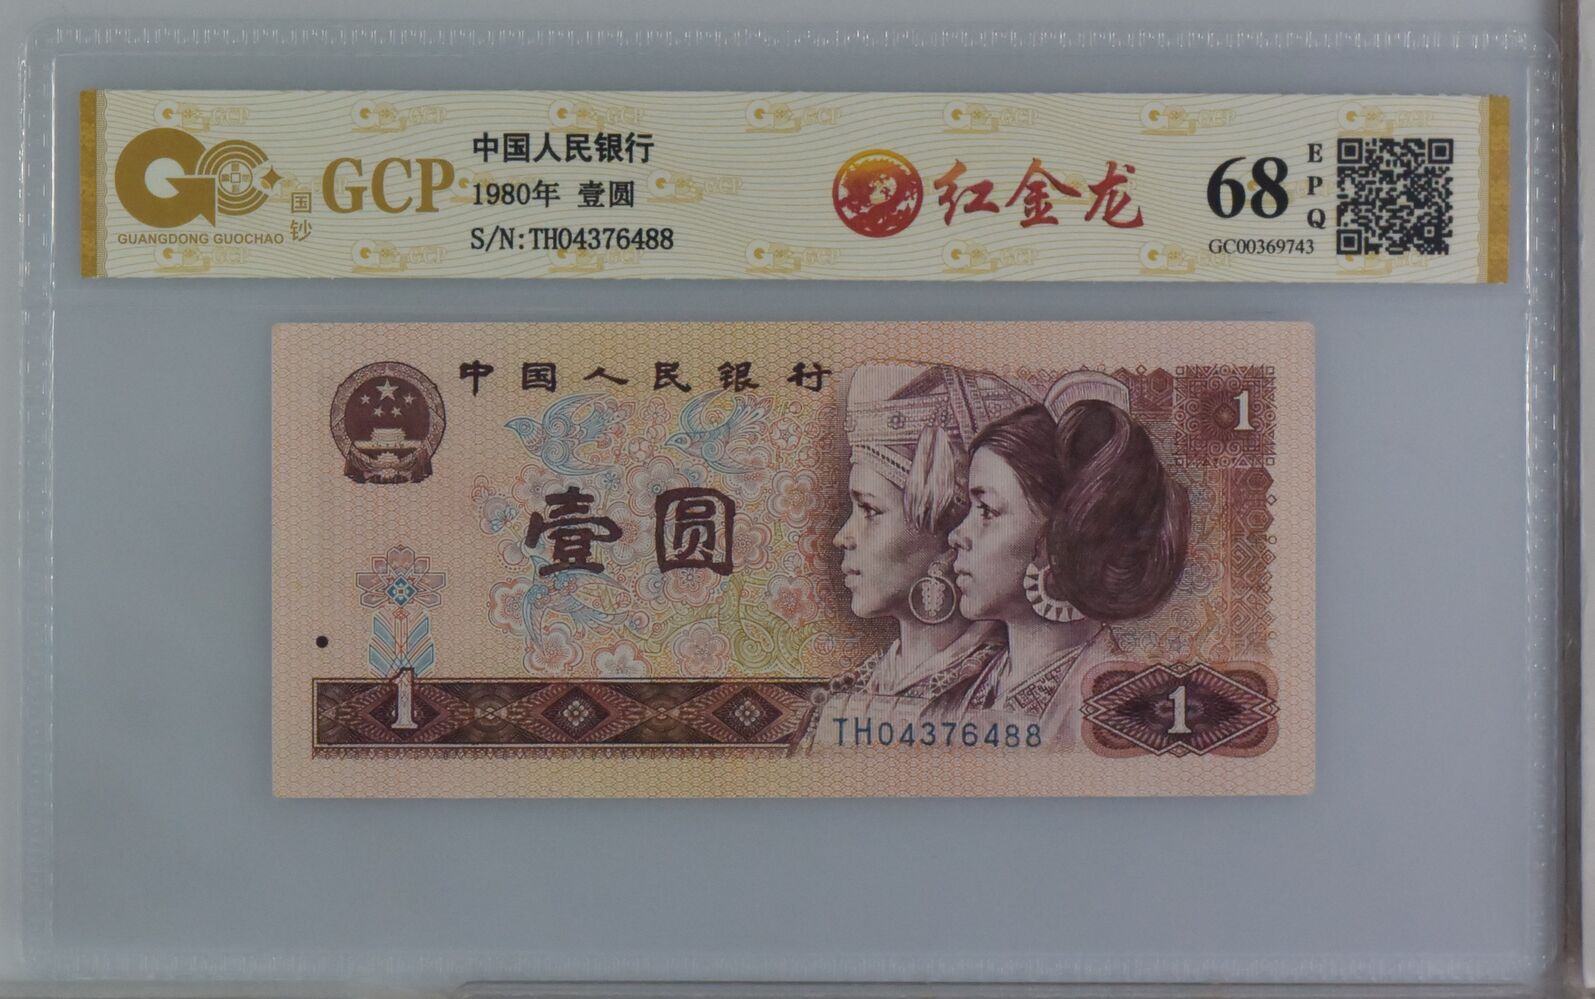 GCP
国钞
GUANGDONG GUOCHAO
中国人民银行
1980年 壹圆
S/N:TH04376488
红金龙
68
EPQ
GC00369743
中国人民银行
1
壹圆
1
TH04376488
1